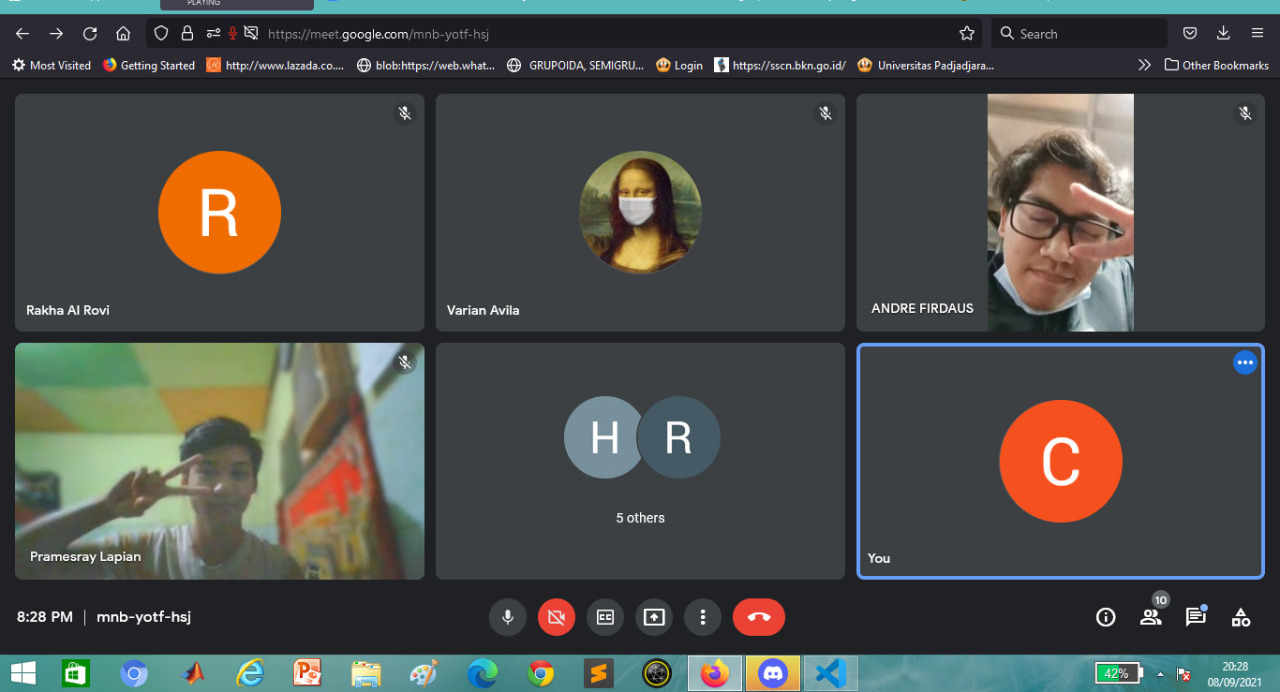 PLAYING
https://meet.google.com/mnb-yotf-hsj
Search
Most Visited
Getting Started
http://www.lazada.co....
blob:https://web.what...
GRUPOIDA, SEMIGRU...
Login
https://sscn.bkn.go.id/
Universitas Padjadjara...
Other Bookmarks
R
Rakha Al Rovi
Varian Avila
ANDRE FIRDAUS
Pramesray Lapian
H R
5 others
C
You
8:28 PM | mnb-yotf-hsj
CC
10
42%
20:28
08/09/2021